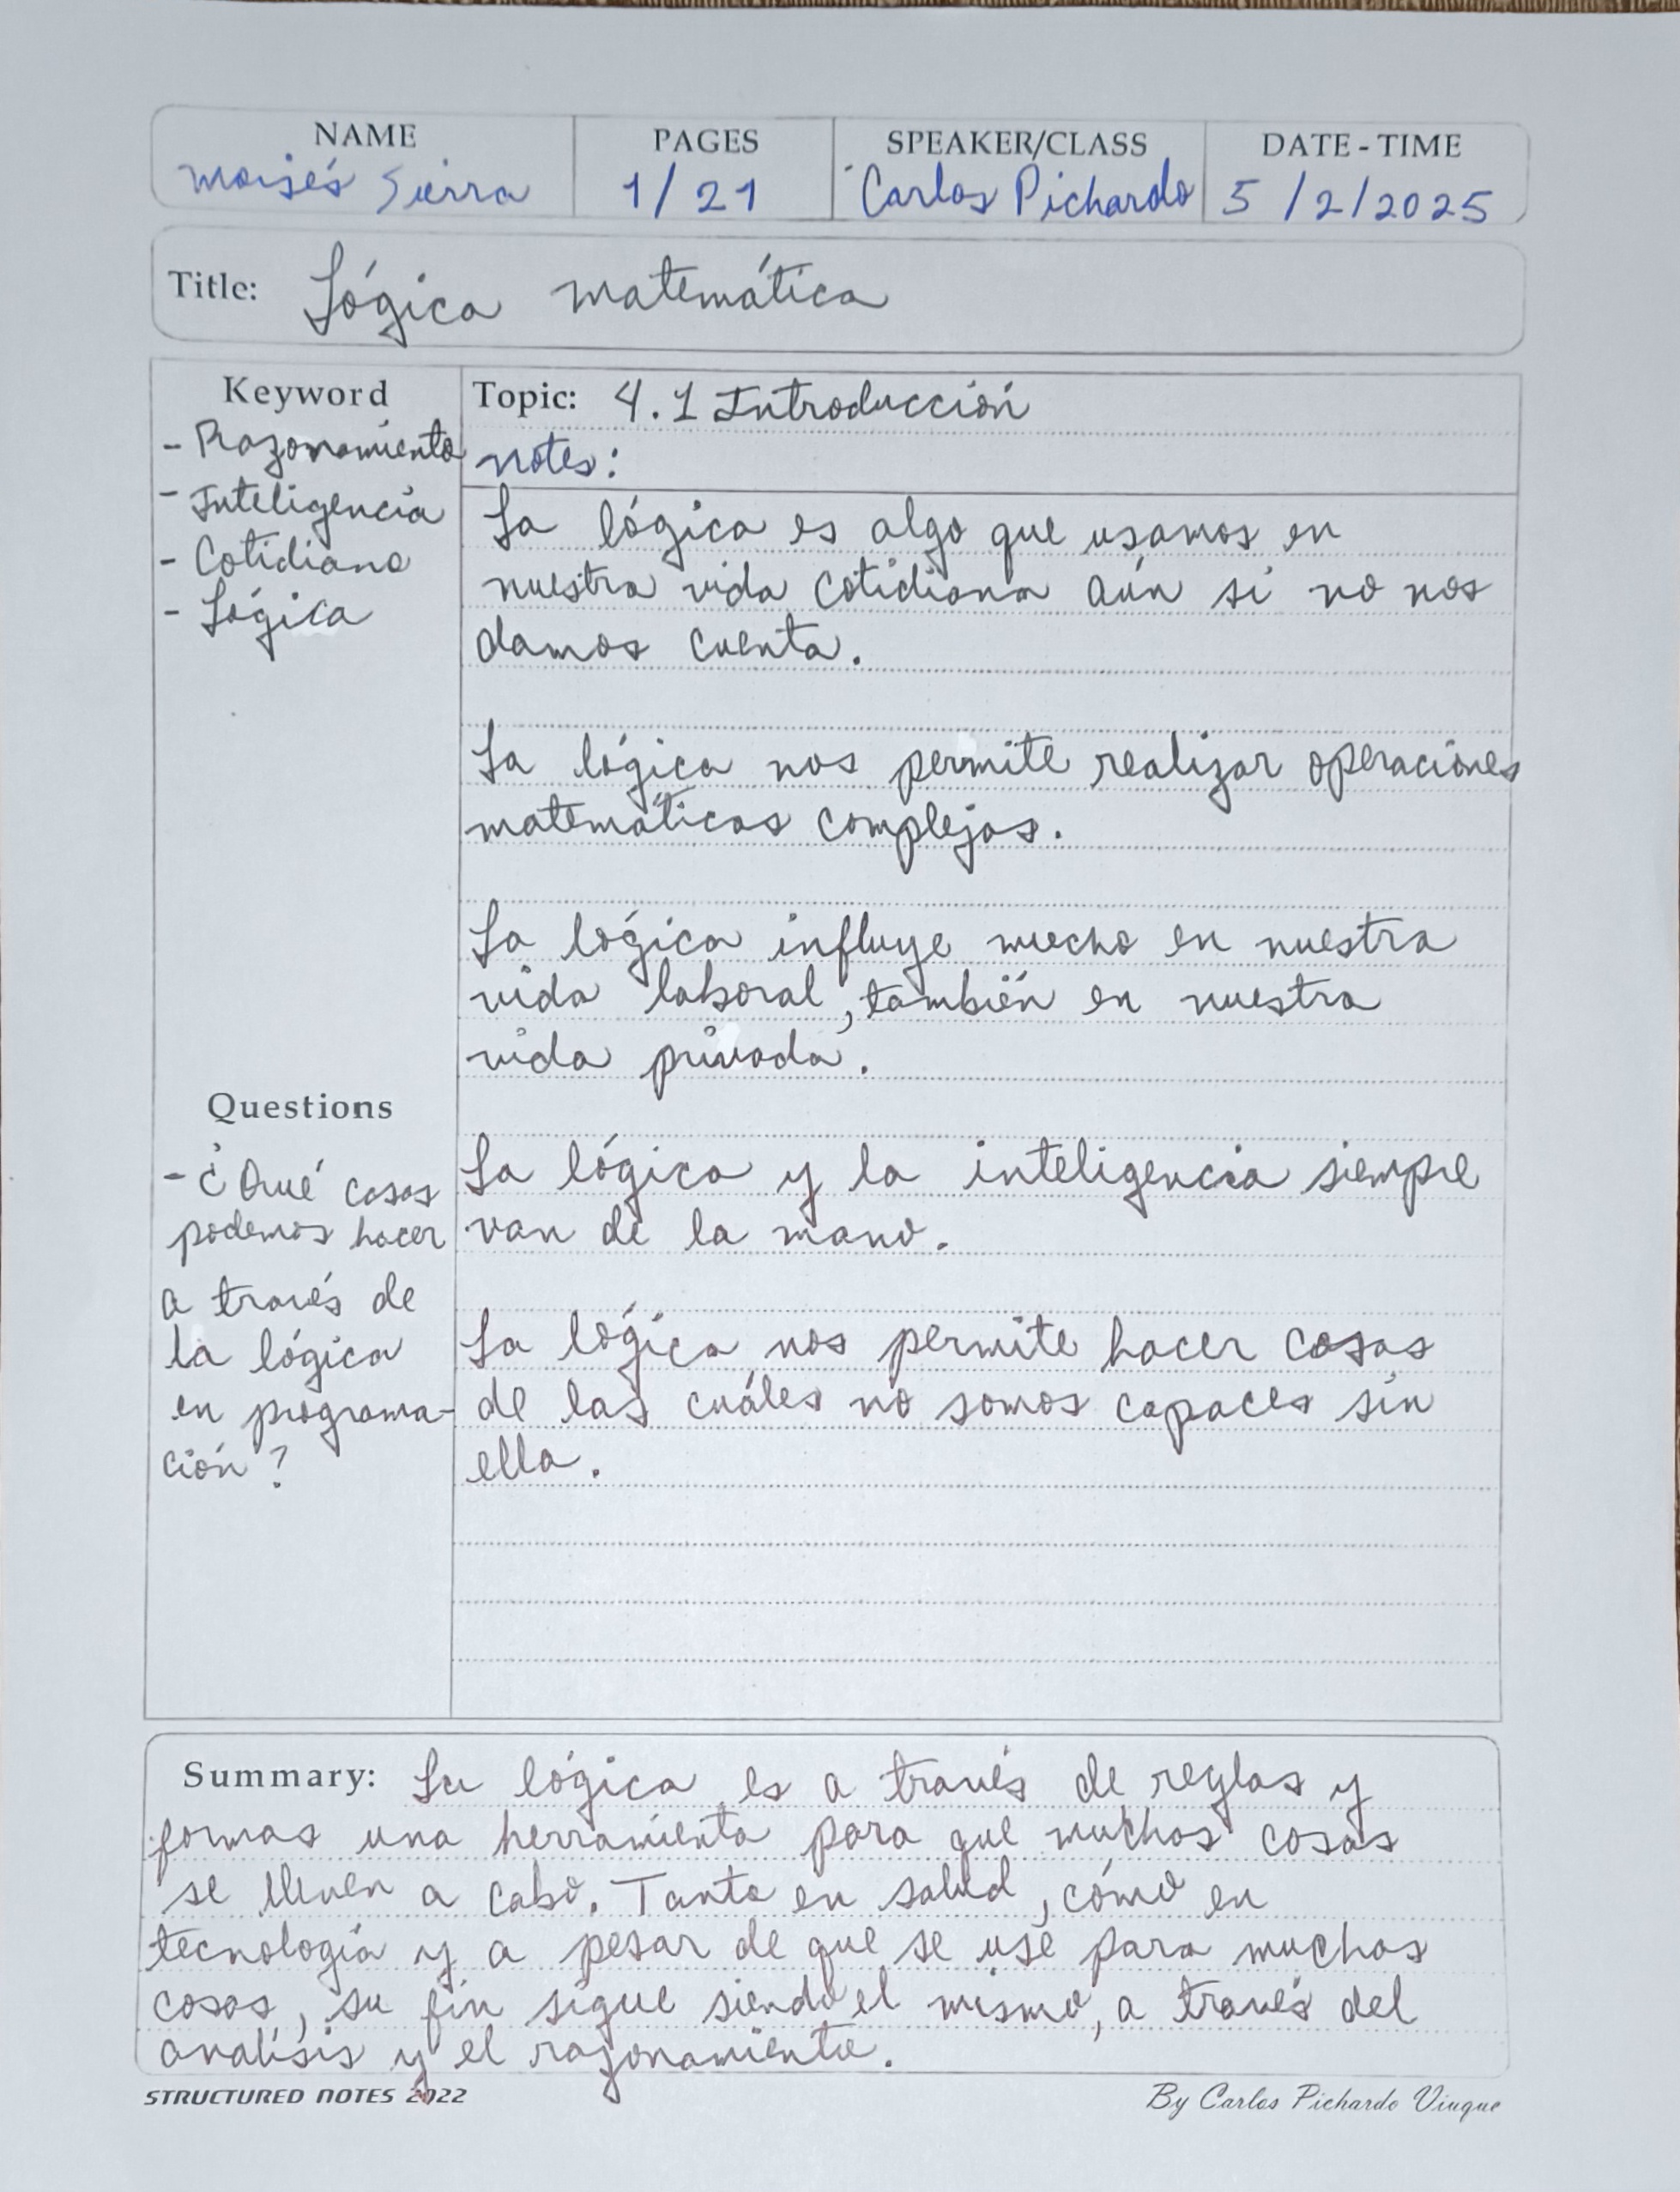 NAME PAGES SPEAKER/CLASS DATE - TIME
Moisés Sierra 1/21 Carlos Pichardo 5/2/2025
Title: Lógica matemática
Keyword
- Razonamiento
- Inteligencia
- Cotidiano
- Lógica
Topic: 4.1 Introducción
notes:
La lógica es algo que usamos en
nuestra vida cotidiana aún si no nos
damos cuenta.
La lógica nos permite realizar operaciones
matemáticas complejas.
La lógica influye mucho en nuestra
vida laboral, también en nuestra
vida privada.
La lógica y la inteligencia siempre
van de la mano.
La lógica nos permite hacer cosas
de las cuáles no somos capaces sin
ella.
Questions
- ¿Qué cosas
podemos hacer
a través de
la lógica
en programa-
ción?
Summary: La lógica es a través de reglas y
formas una herramienta para que muchas cosas
se lleven a cabo. Tanto en salud, cómo en
tecnología y a pesar de que se use para muchas
cosas, su fin sigue siendo el mismo, a través del
analísis y el razonamiento.
STRUCTURED NOTES 2022 By Carlos Pichardo Viuque